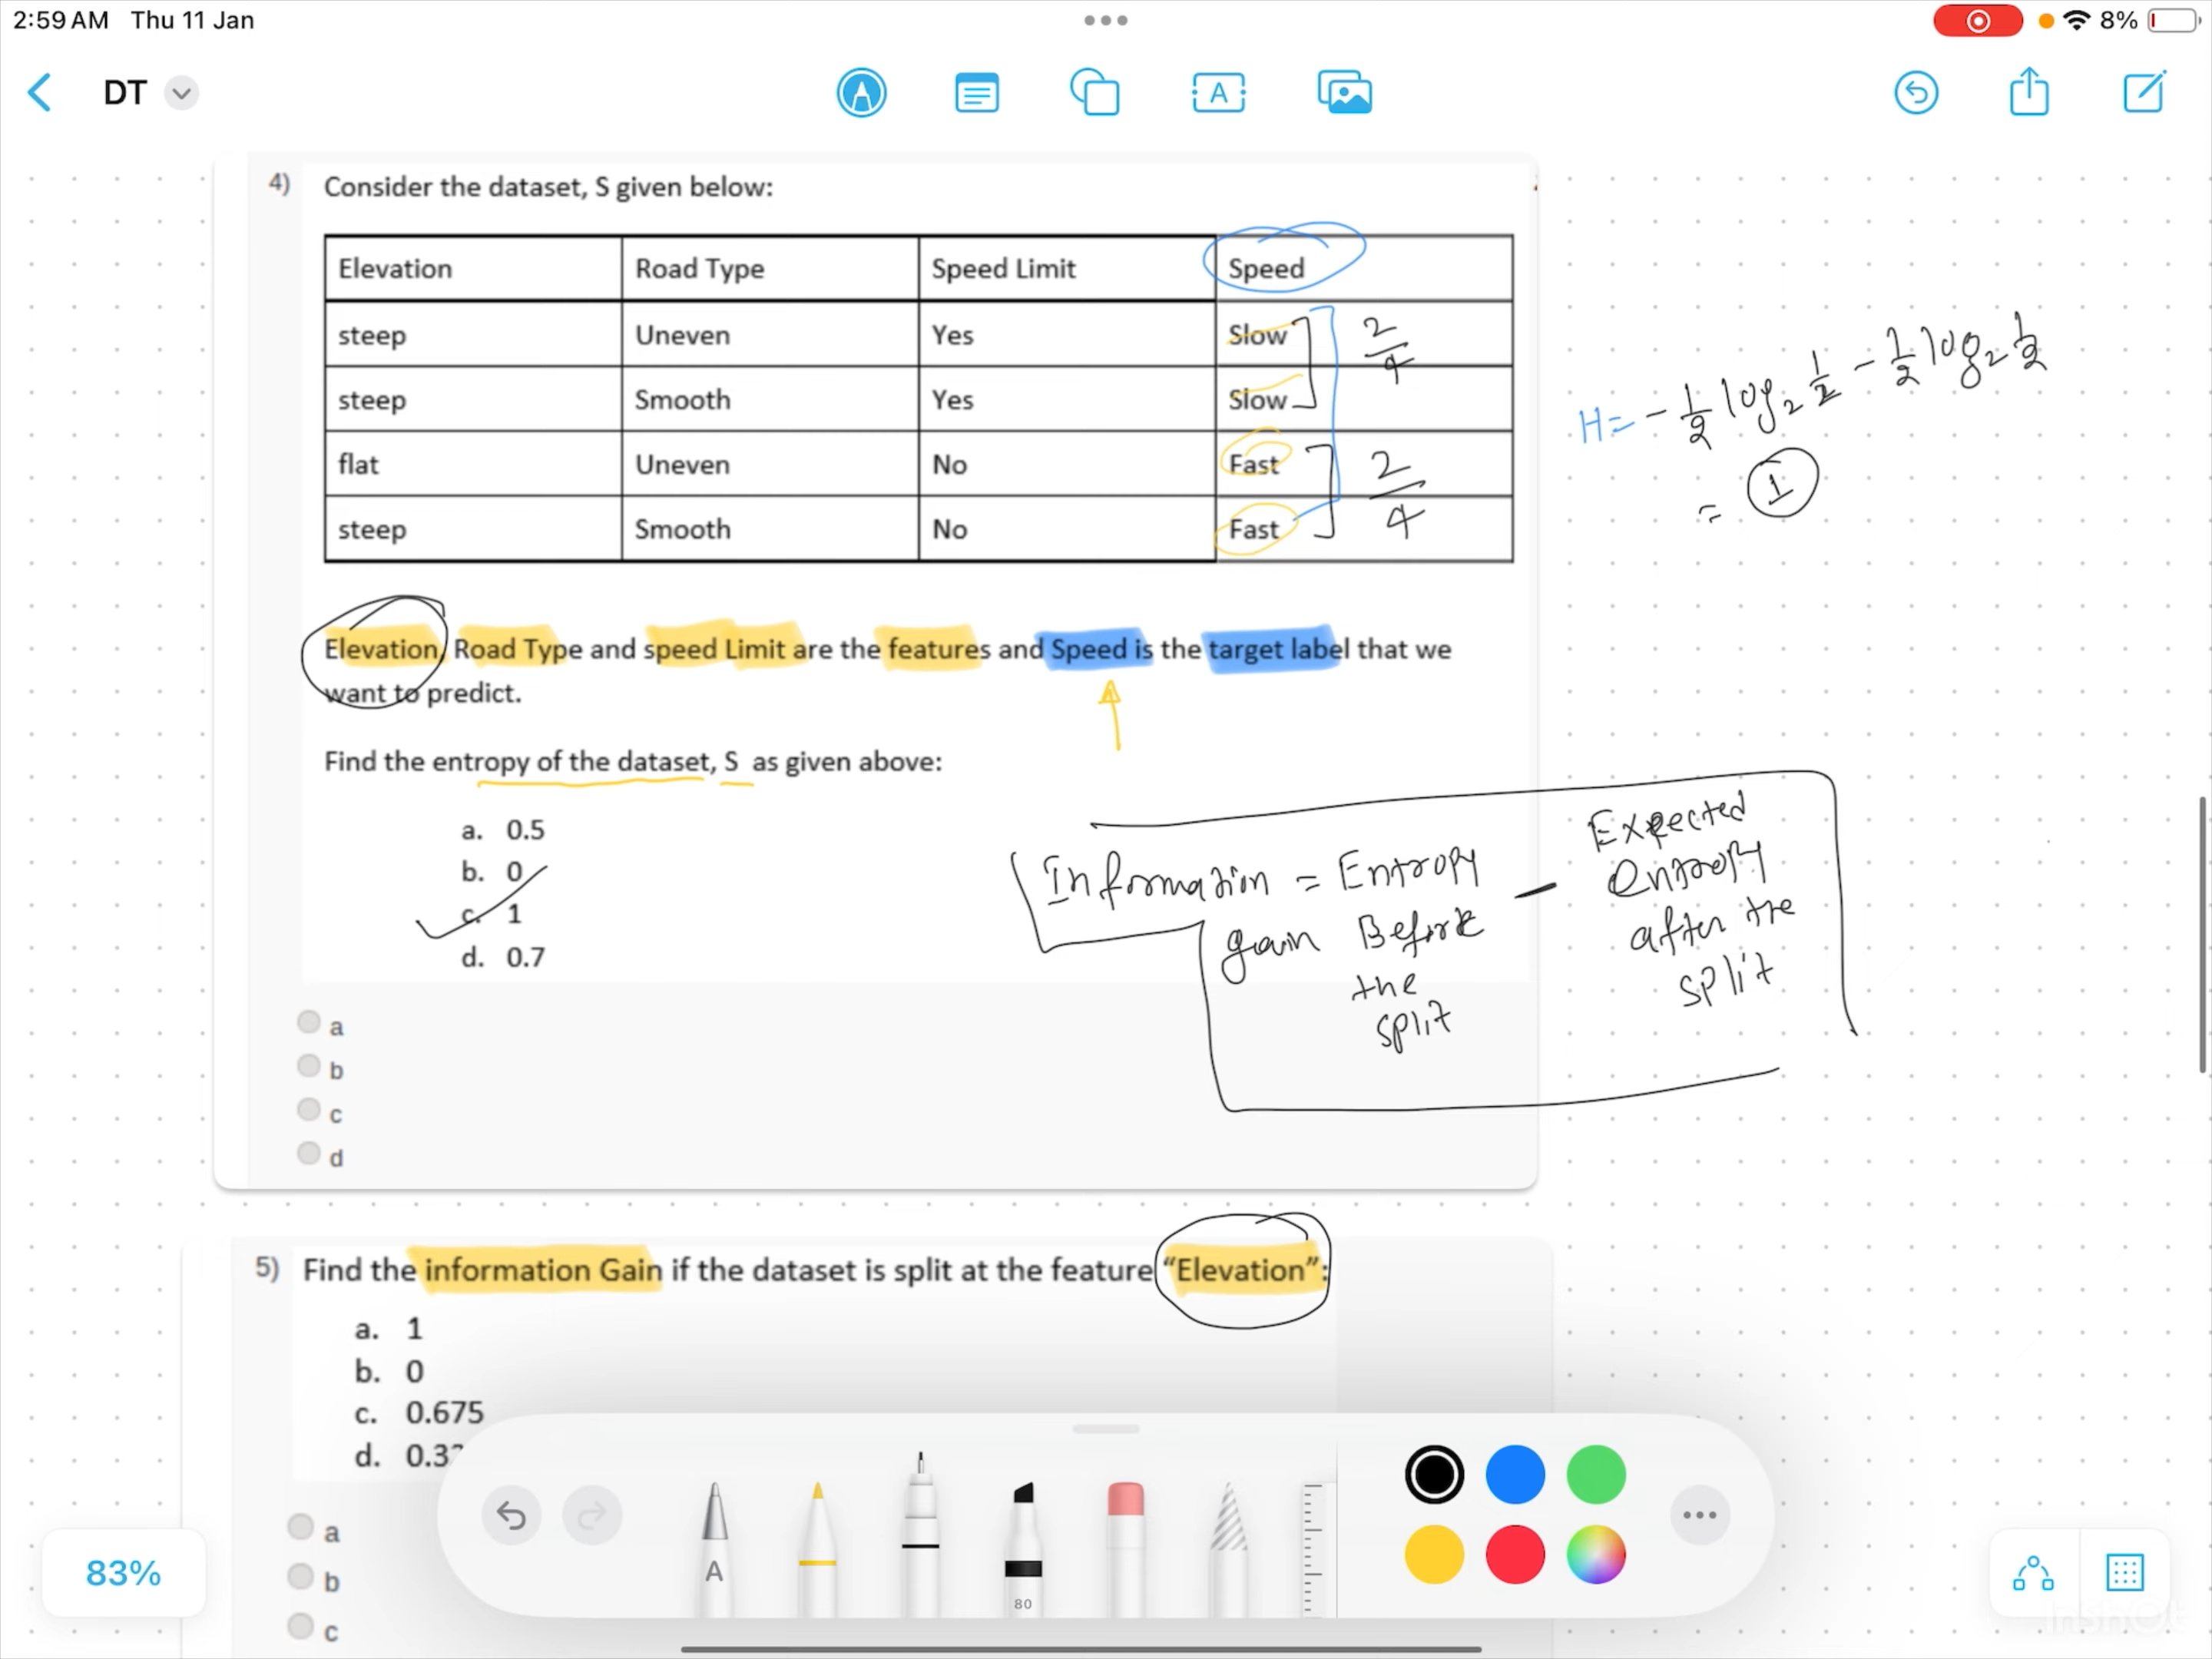 2:59 AM Thu 11 Jan
8%
DT
4) Consider the dataset, S given below:
Elevation Road Type Speed Limit Speed
steep Uneven Yes Slow
steep Smooth Yes Slow
flat Uneven No Fast
steep Smooth No Fast
2/4
2/4
H = - 1/2 log2 1/2 - 1/2 log2 1/2
= 1
Elevation, Road Type and speed Limit are the features and Speed is the target label that we
want to predict.
Find the entropy of the dataset, S as given above:
a. 0.5
b. 0
c. 1
d. 0.7
Information = Entropy - Expected
gain Before entropy
the after the
split split
a
b
c
d
5) Find the information Gain if the dataset is split at the feature "Elevation":
a. 1
b. 0
c. 0.675
d. 0.3
a
b
c
A
80
83%